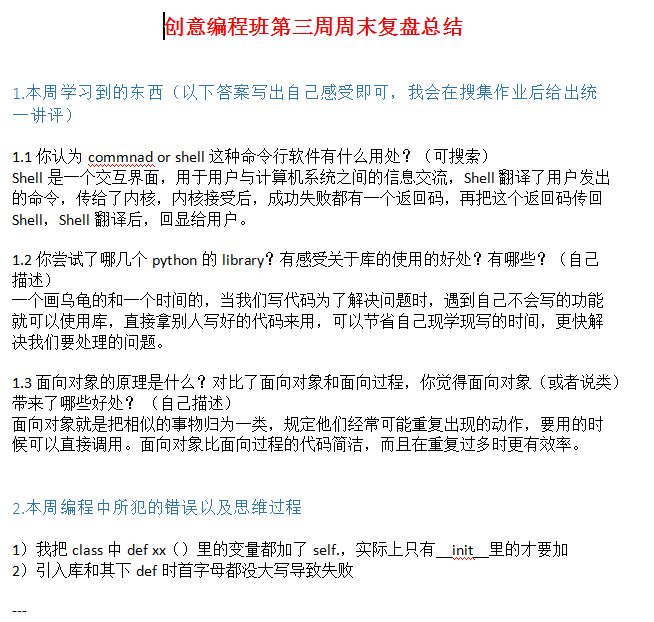 创意编程班第三周周末复盘总结
1.本周学习到的东西（以下答案写出自己感受即可，我会在搜集作业后给出统
一讲评）
1.1 你认为 commnad or shell 这种命令行软件有什么用处？（可搜索）
Shell 是一个交互界面，用于用户与计算机系统之间的信息交流，Shell 翻译了用户发出
的命令，传给了内核，内核接受后，成功失败都有一个返回码，再把这个返回码传回
Shell，Shell 翻译后，回显给用户。
1.2 你尝试了哪几个 python 的 library？有感受关于库的使用的好处？有哪些？（自己
描述）
一个画乌龟的和一个时间的，当我们写代码为了解决问题时，遇到自己不会写的功能
就可以使用库，直接拿别人写好的代码来用，可以节省自己现学现写的时间，更快解
决我们要处理的问题。
1.3 面向对象的原理是什么？对比了面向对象和面向过程，你觉得面向对象（或者说类）
带来了哪些好处？ （自己描述）
面向对象就是把相似的事物归为一类，规定他们经常可能重复出现的动作，要用的时
候可以直接调用。面向对象比面向过程的代码简洁，而且在重复过多时更有效率。
2.本周编程中所犯的错误以及思维过程
1）我把 class 中 def xx（）里的变量都加了 self.，实际上只有__init__里的才要加
2）引入库和其下 def 时首字母都没大写导致失败
---